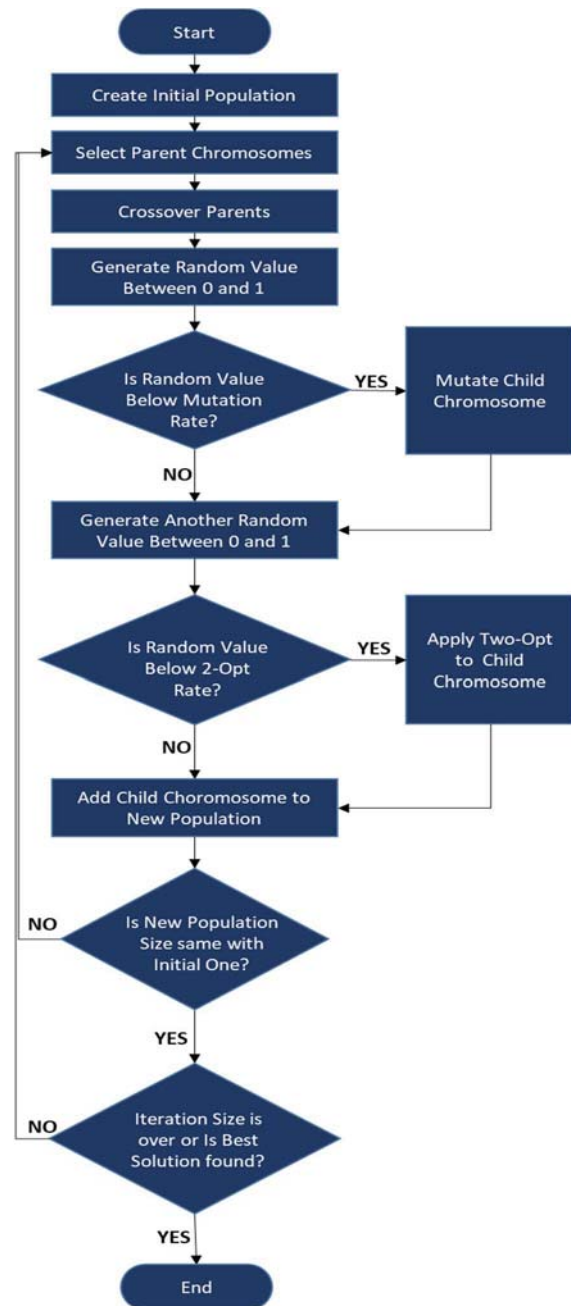 Start
Create Initial Population
Select Parent Chromosomes
Crossover Parents
Generate Random Value
Between 0 and 1
Is Random Value
Below Mutation
Rate?
YES
Mutate Child
Chromosome
NO
Generate Another Random
Value Between 0 and 1
Is Random Value
Below 2-Opt
Rate?
YES
Apply Two-Opt
to Child
Chromosome
NO
Add Child Choromosome to
New Population
NO
Is New Population
Size same with
Initial One?
YES
NO
Iteration Size is
over or Is Best
Solution found?
YES
End